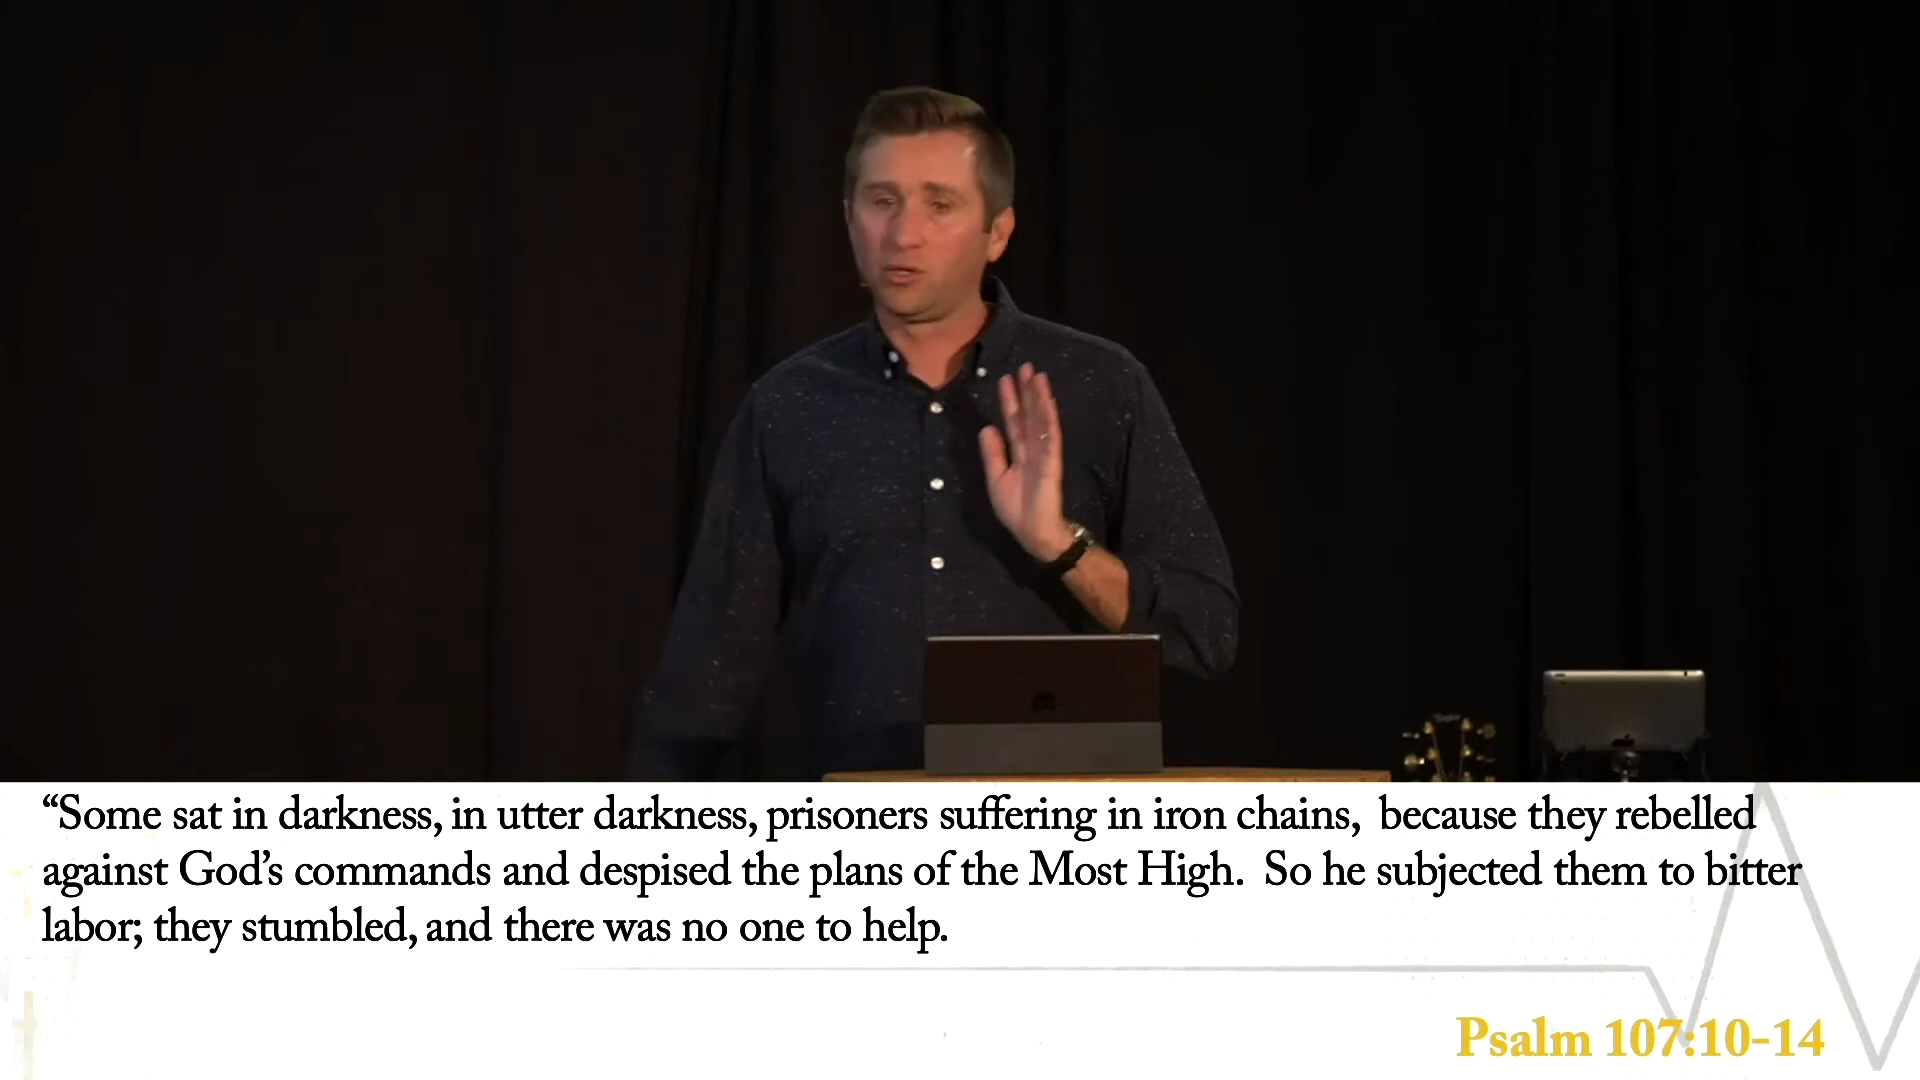 “Some sat in darkness, in utter darkness, prisoners suffering in iron chains,  because they rebelled
against God’s commands and despised the plans of the Most High.  So he subjected them to bitter
labor; they stumbled, and there was no one to help.
Psalm 107:10-14